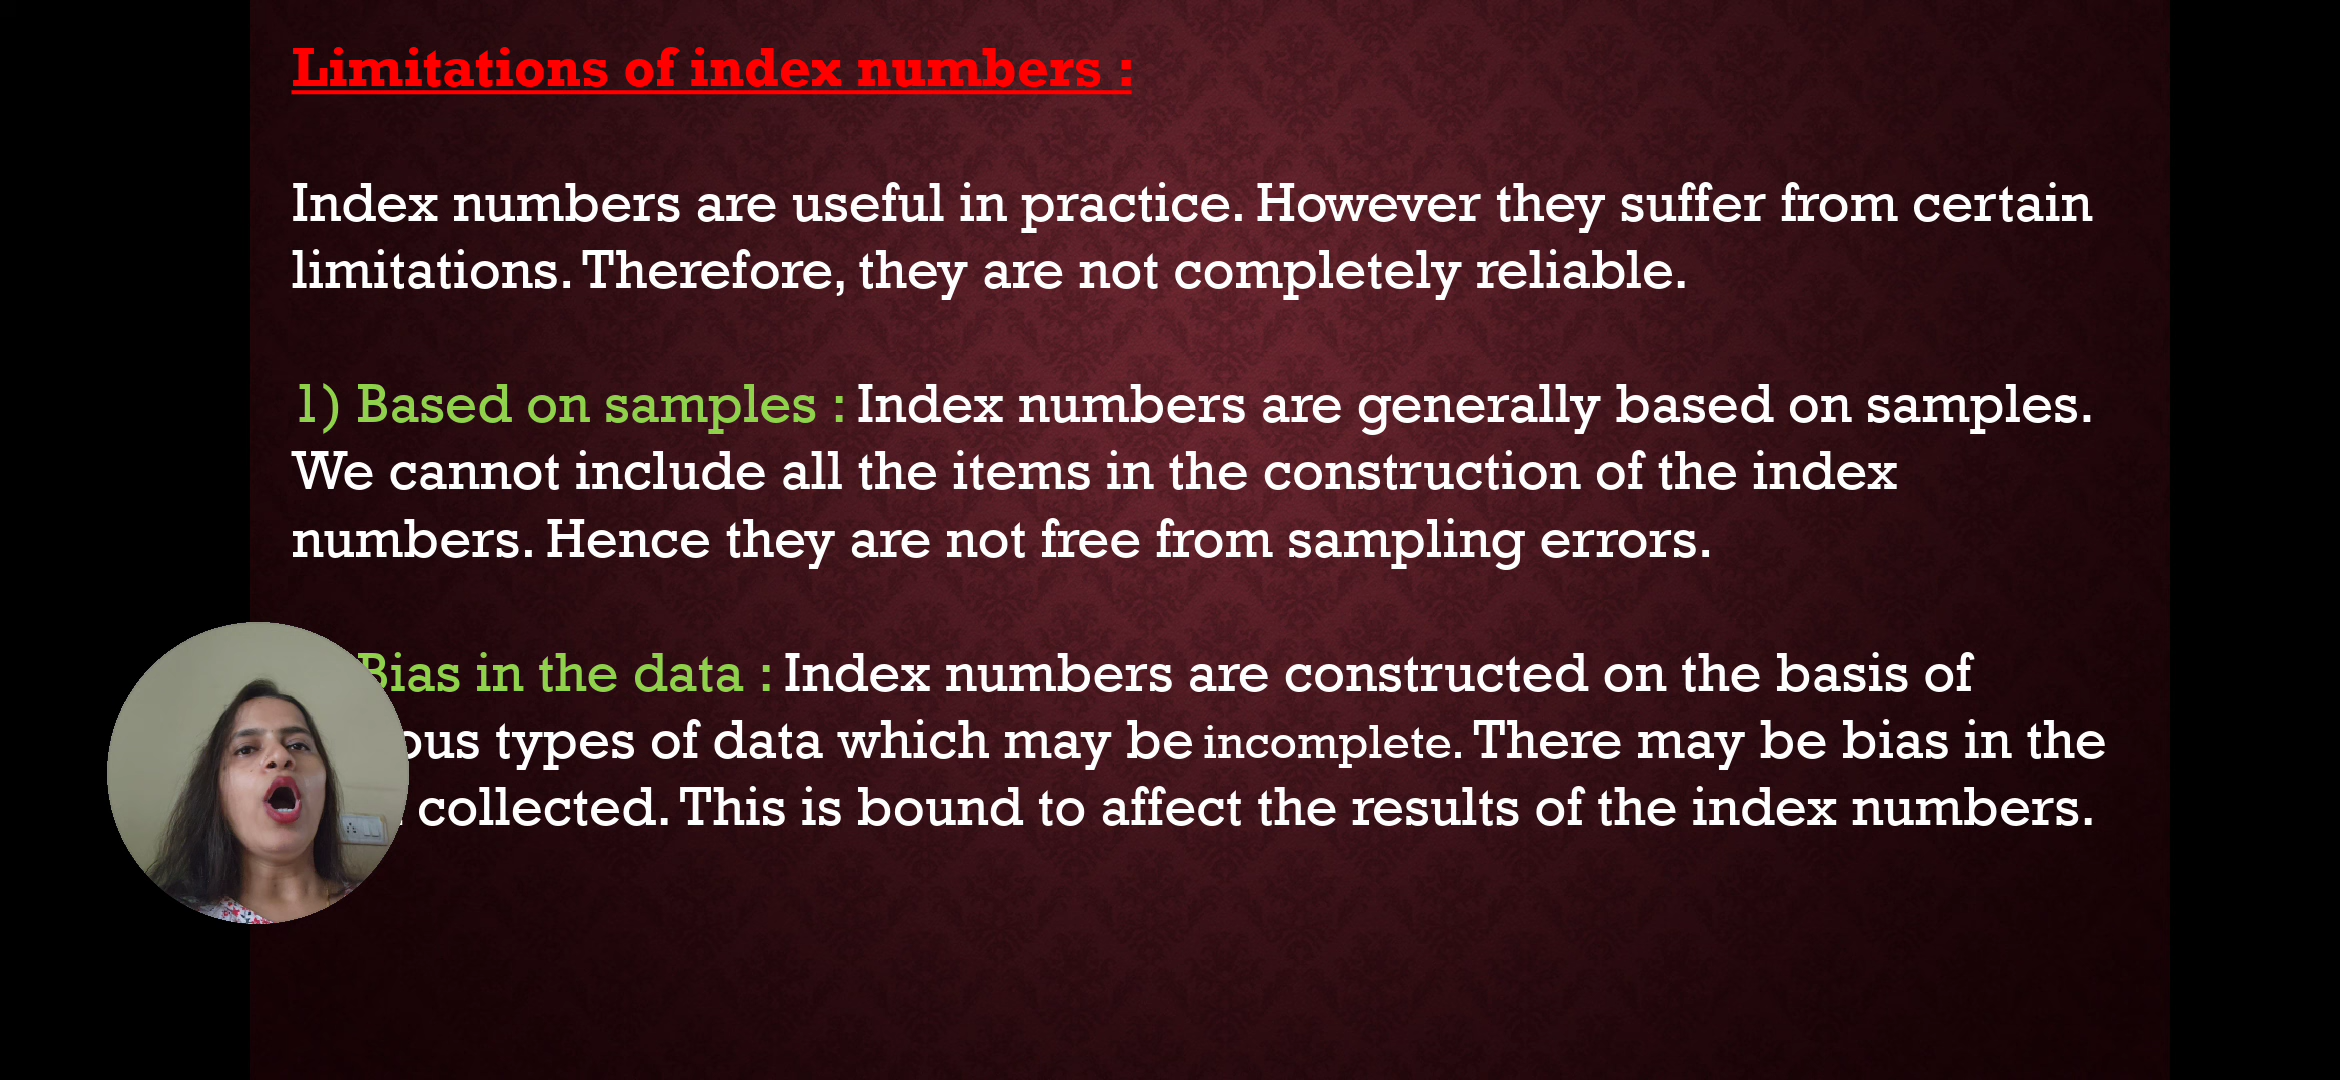 Limitations of index numbers :
Index numbers are useful in practice. However they suffer from certain
limitations. Therefore, they are not completely reliable.
1) Based on samples : Index numbers are generally based on samples.
We cannot include all the items in the construction of the index
numbers. Hence they are not free from sampling errors.
Bias in the data : Index numbers are constructed on the basis of
types of data which may be incomplete. There may be bias in the
collected. This is bound to affect the results of the index numbers.